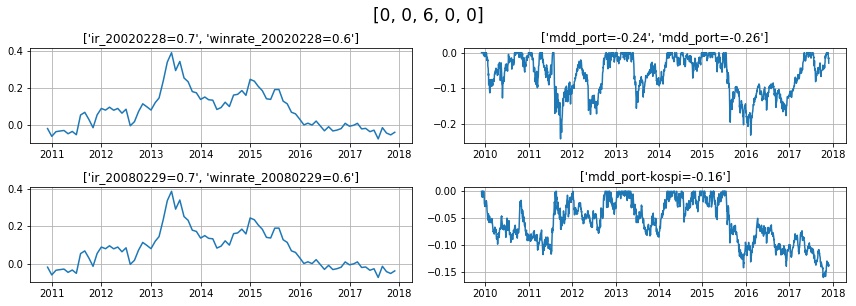 [0, 0, 6, 0, 0]
['ir_20020228=0.7', 'winrate_20020228=0.6']
0.4
0.2
0.0
2011 2012 2013 2014 2015 2016 2017 2018
['mdd_port=-0.24', 'mdd_port=-0.26']
0.0
−0.1
−0.2
2010 2011 2012 2013 2014 2015 2016 2017 2018
['ir_20080229=0.7', 'winrate_20080229=0.6']
0.4
0.2
0.0
2011 2012 2013 2014 2015 2016 2017 2018
['mdd_port-kospi=-0.16']
0.00
−0.05
−0.10
−0.15
2010 2011 2012 2013 2014 2015 2016 2017 2018